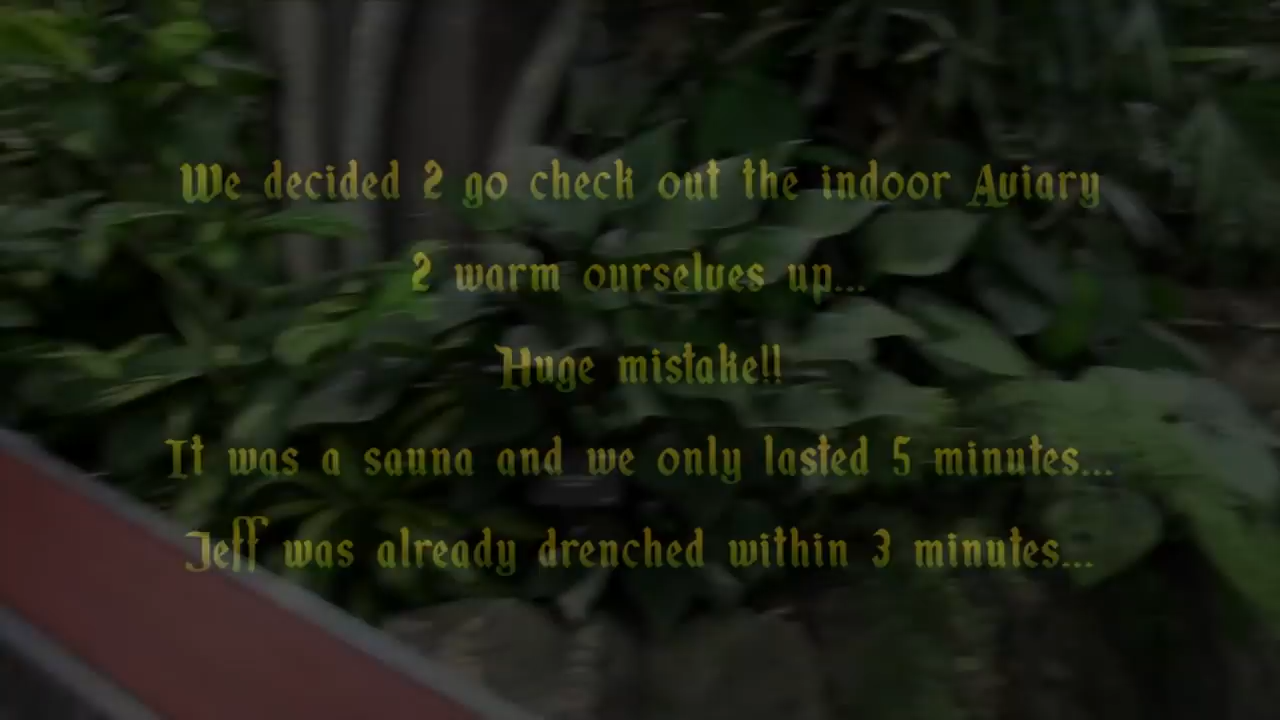 We decided 2 go check out the indoor Aviary
2 warm ourselves up...
Huge mistake!!
It was a sauna and we only lasted 5 minutes...
Jeff was already drenched within 3 minutes...